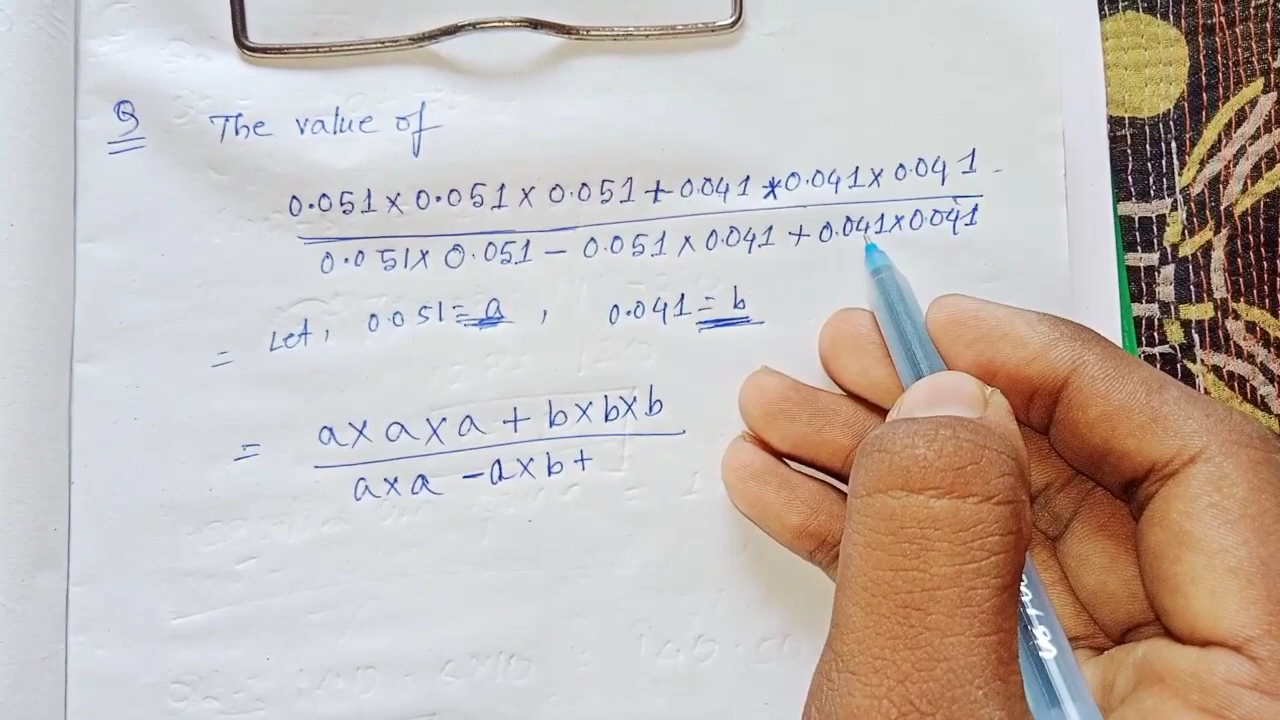 Q The value of
0.051 x 0.051 x 0.051 + 0.041 * 0.041 x 0.041
0.051 x 0.051 - 0.051 x 0.041 + 0.041 x 0.041
= Let, 0.051 = a , 0.041 = b
= a x a x a + b x b x b
a x a - a x b +